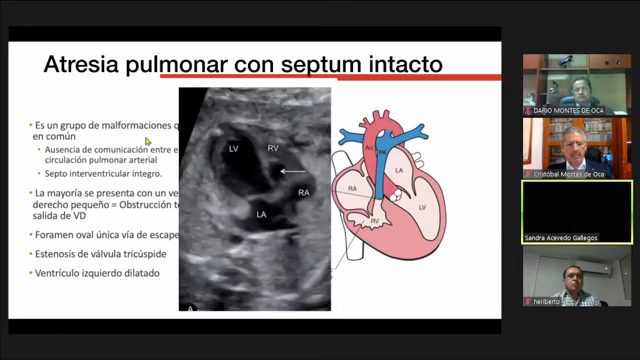 Atresia pulmonar con septum intacto
Es un grupo de malformaciones
en común
Ausencia de comunicación entre
circulación pulmonar arterial
Septo interventricular íntegro.
La mayoría se presenta con un
derecho pequeño = Obstrucción
salida de VD
Foramen oval única vía de escape
Estenosis de válvula tricúspide
Ventrículo izquierdo dilatado
LV
RV
RA
LA
A
Ao
PA
LA
RA
LV
RV
DARIO MONTES DE OCA
Cristóbal Montes de Oca
Sandra Acevedo Gallegos
heriberto